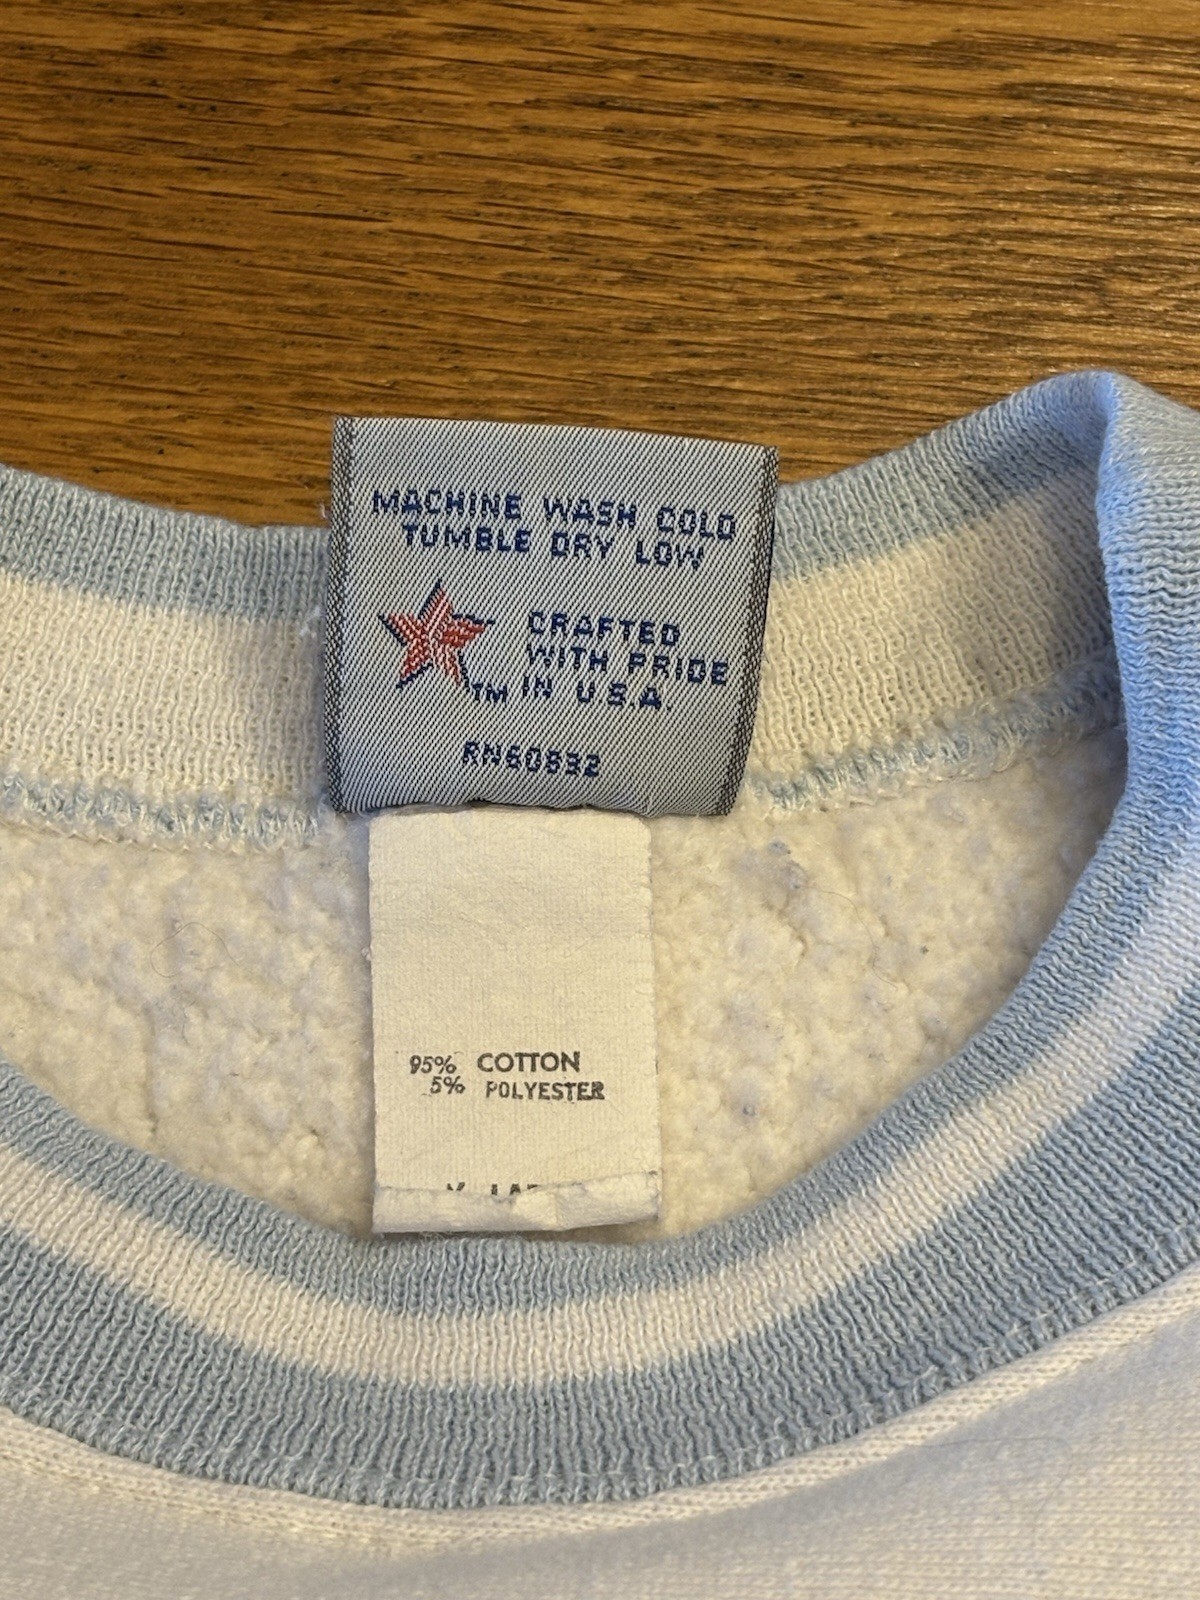 MACHINE WASH COLD
TUMBLE DRY LOW
CRAFTED
WITH PRIDE
TM IN U.S.A.
RN60832
95% COTTON
5% POLYESTER